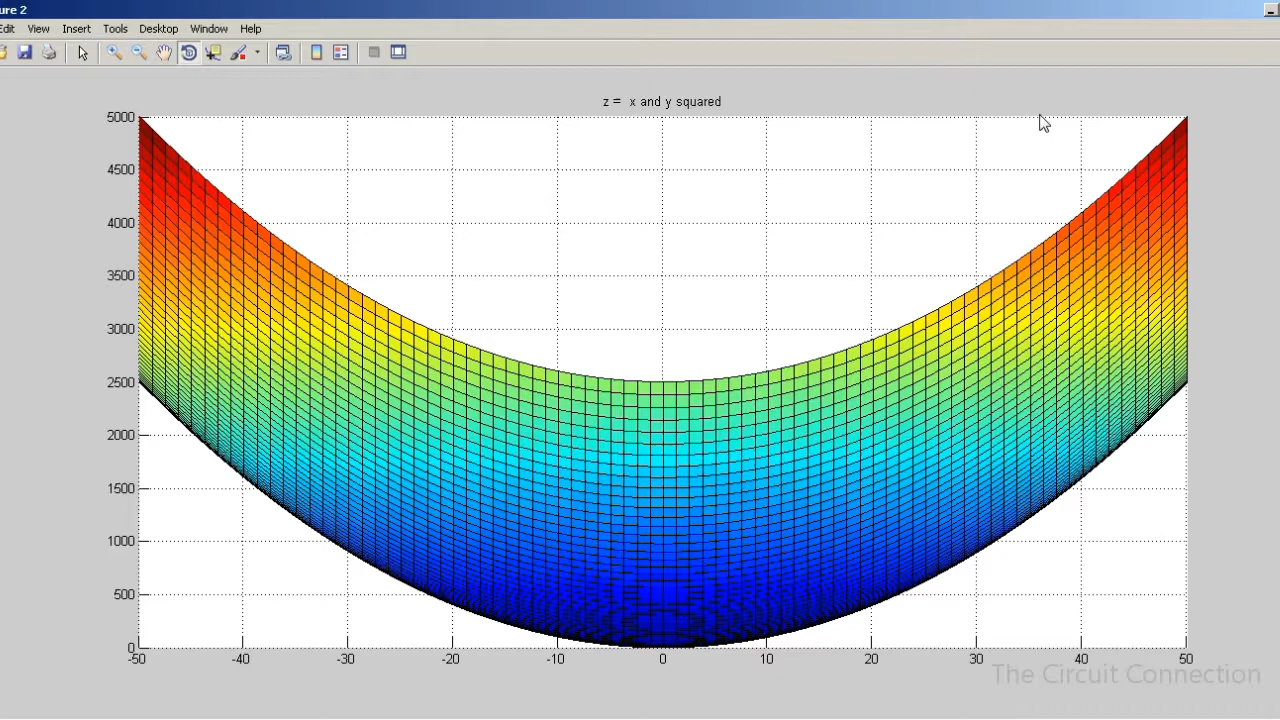 ure 2
Edit View Insert Tools Desktop Window Help
z = x and y squared
5000
4500
4000
3500
3000
2500
2000
1500
1000
500
0
-50 -40 -30 -20 -10 0 10 20 30 40 50
The Circuit Connection